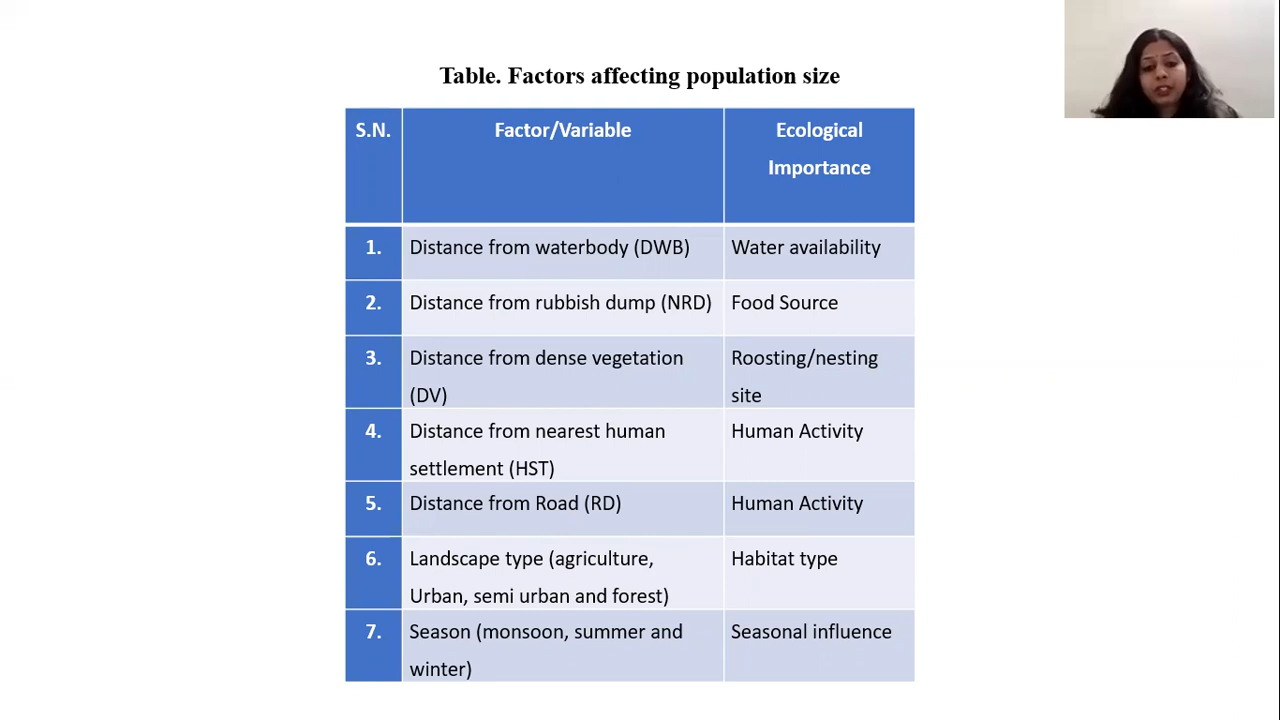 Table. Factors affecting population size
S.N.
Factor/Variable
Ecological
Importance
1.
Distance from waterbody (DWB)
Water availability
2.
Distance from rubbish dump (NRD)
Food Source
3.
Distance from dense vegetation
(DV)
Roosting/nesting
site
4.
Distance from nearest human
settlement (HST)
Human Activity
5.
Distance from Road (RD)
Human Activity
6.
Landscape type (agriculture,
Urban, semi urban and forest)
Habitat type
7.
Season (monsoon, summer and
winter)
Seasonal influence